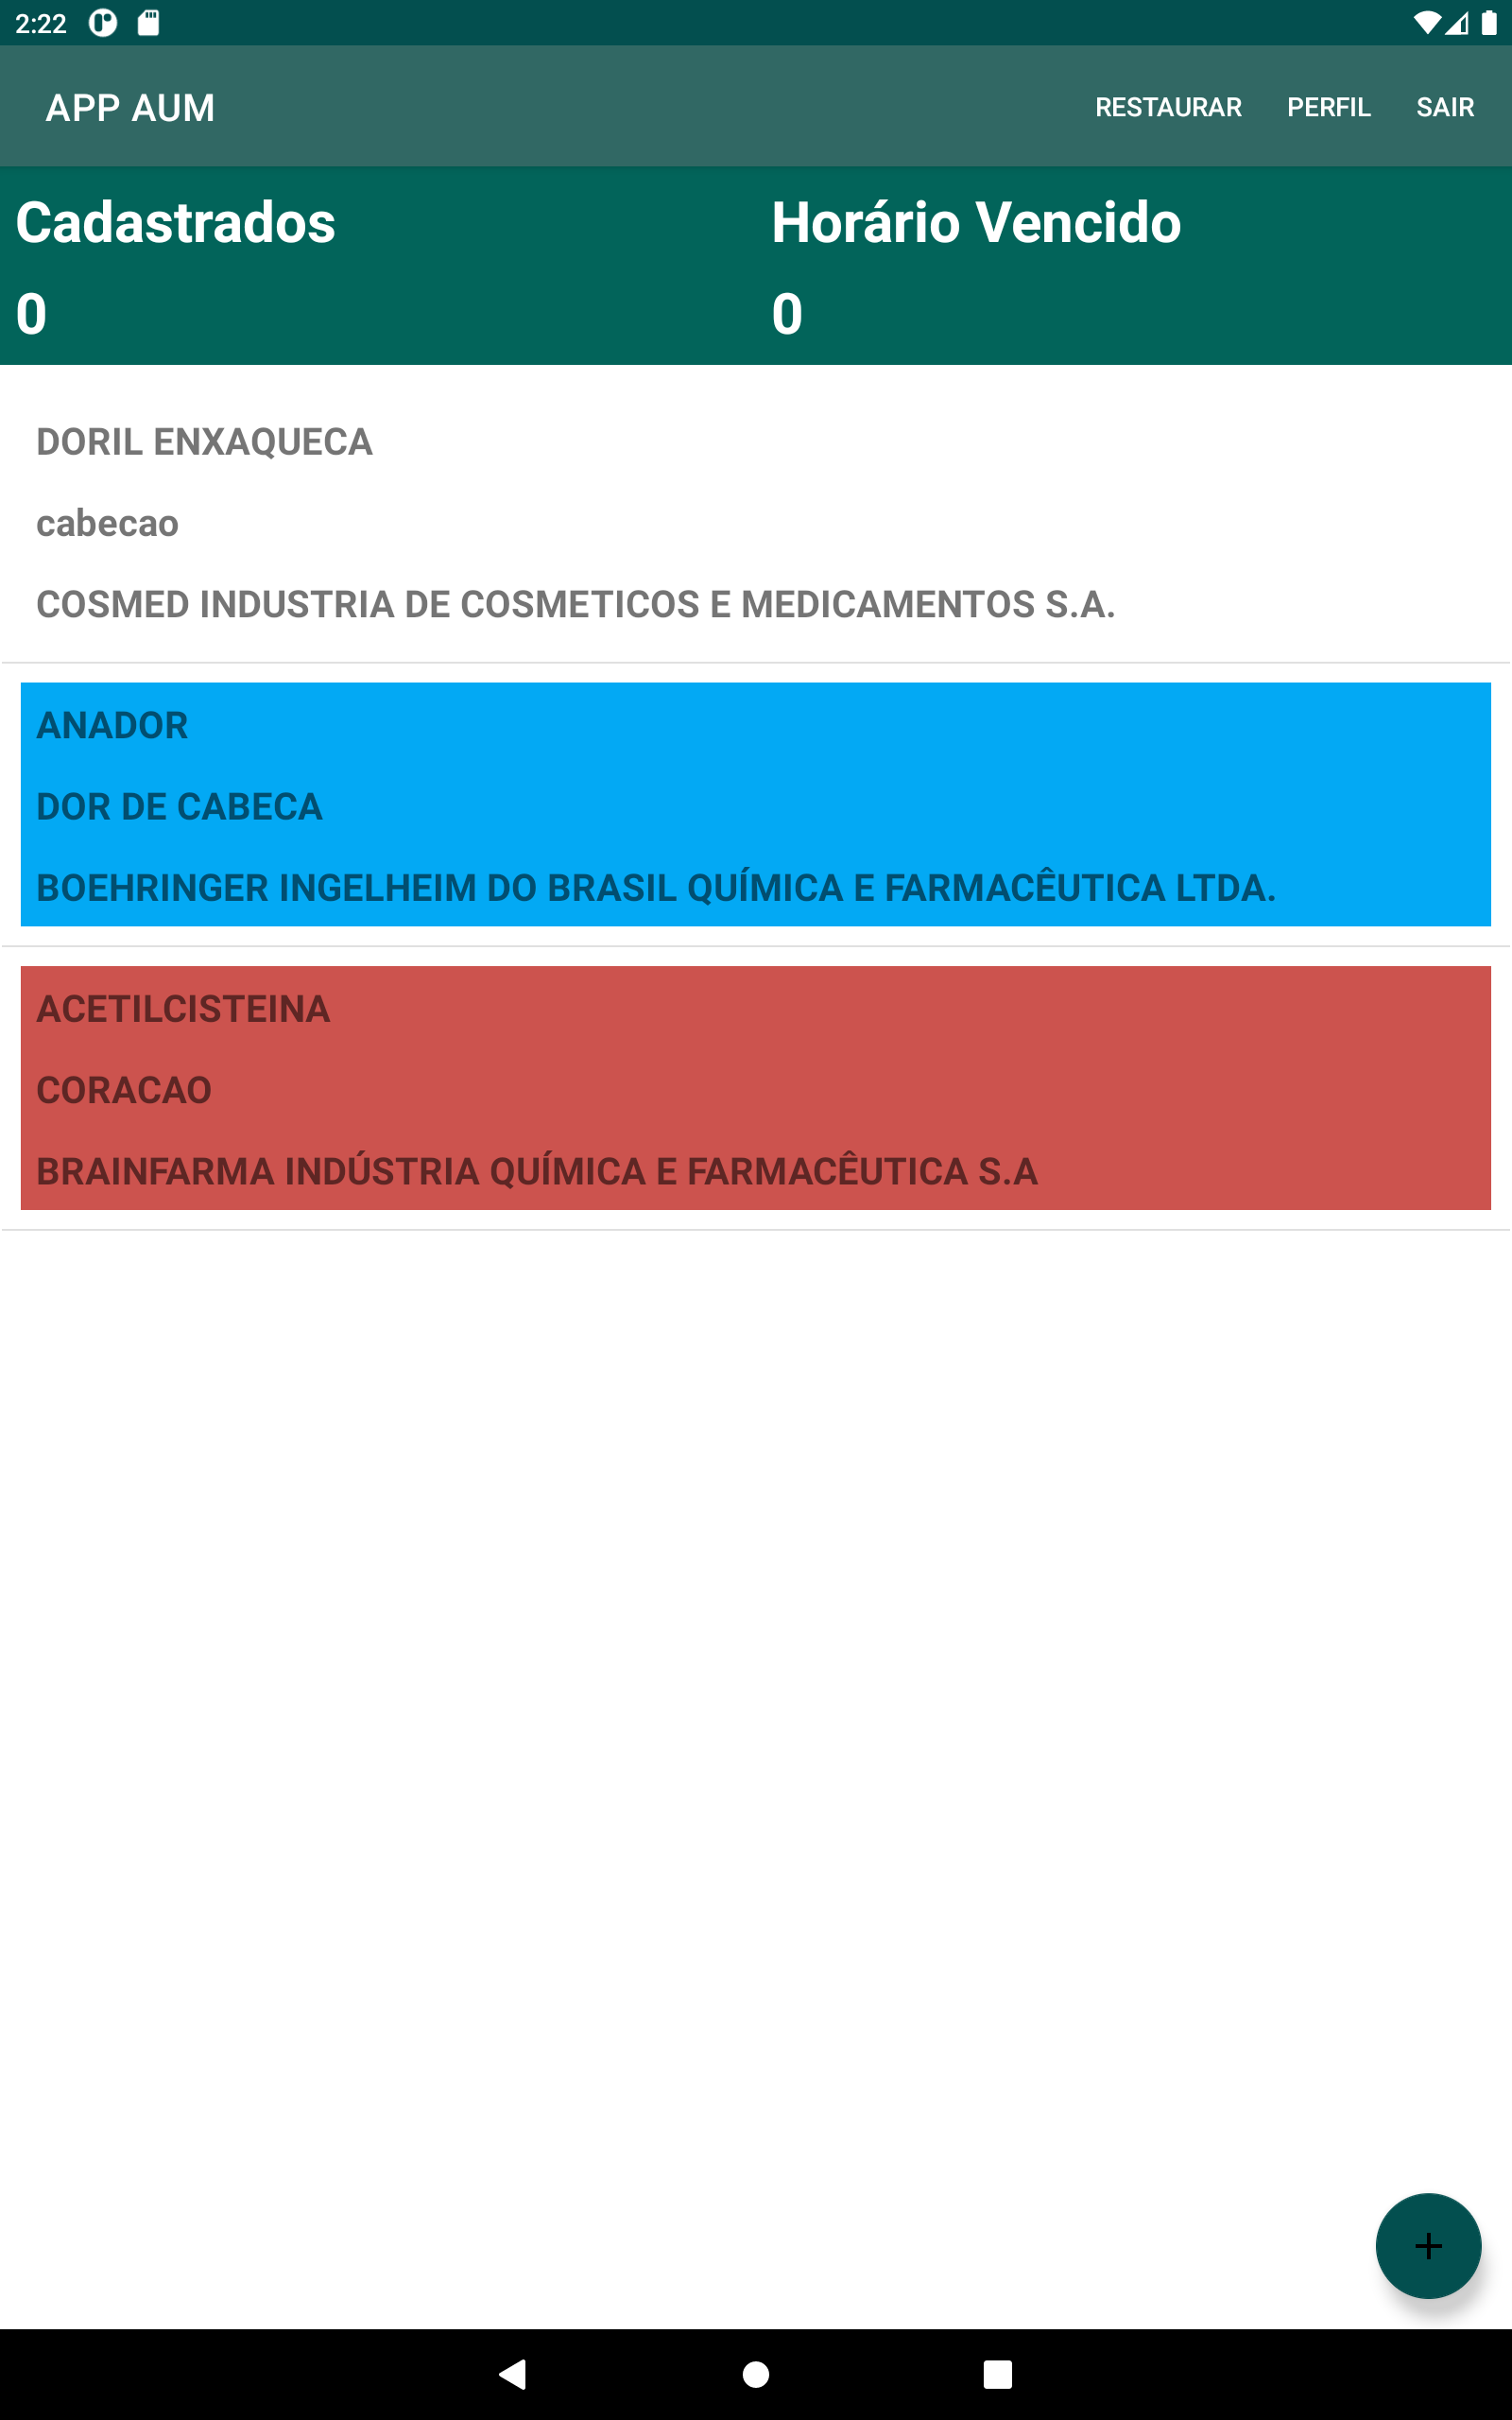 2:22
APP AUM RESTAURAR PERFIL SAIR
Cadastrados Horário Vencido
0 0
DORIL ENXAQUECA
cabecao
COSMED INDUSTRIA DE COSMETICOS E MEDICAMENTOS S.A.
ANADOR
DOR DE CABECA
BOEHRINGER INGELHEIM DO BRASIL QUÍMICA E FARMACÊUTICA LTDA.
ACETILCISTEINA
CORACAO
BRAINFARMA INDÚSTRIA QUÍMICA E FARMACÊUTICA S.A
+